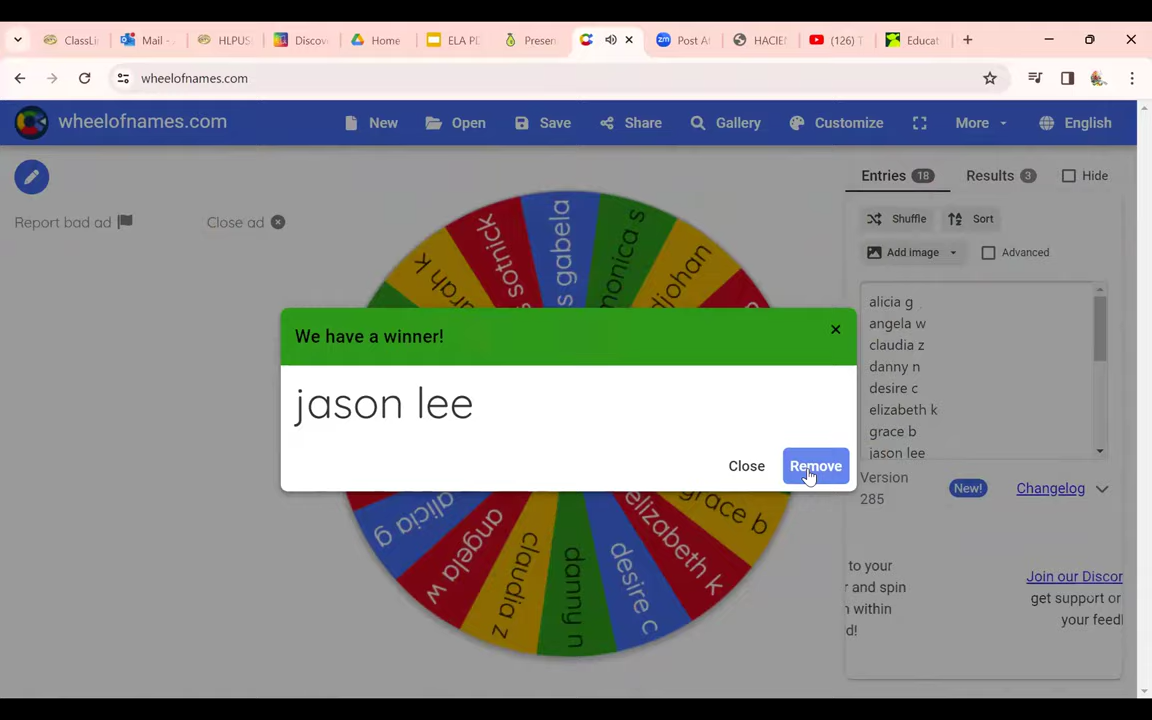 ClassLi
Mail -
HLPUS
Discov
Home
ELA PD
Presen
Post A
HACIE
(126) T
Educat
wheelofnames.com
wheelofnames.com
New
Open
Save
Share
Gallery
Customize
More
English
Entries 18
Results 3
Hide
Report bad ad
Close ad
Shuffle
Sort
Add image
Advanced
alicia g
angela w
claudia z
danny n
desire c
elizabeth k
grace b
jason lee
We have a winner!
jason lee
Close
Remove
arah k
sotnick
s gabela
monica s
djohan
alicia g
angela w
claudia z
danny n
desire c
elizabeth k
grace b
Version
285
New!
Changelog
to your
r and spin
within
d!
Join our Discor
get support or
your feed